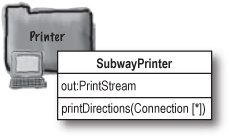 Printer
SubwayPrinter
out:PrintStream
printDirections(Connection [*])